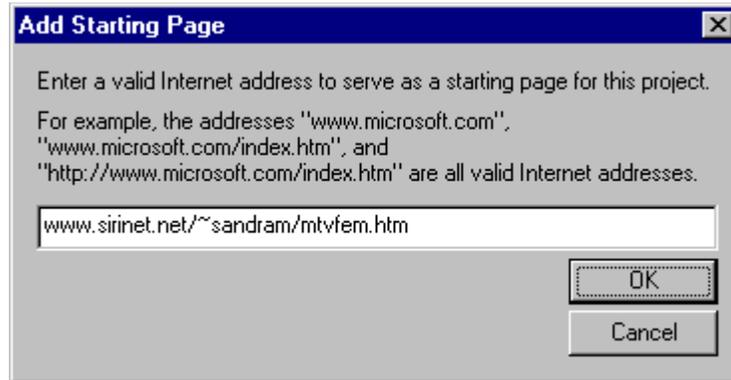 Add Starting Page
Enter a valid Internet address to serve as a starting page for this project.
For example, the addresses "www.microsoft.com",
"www.microsoft.com/index.htm", and
"http://www.microsoft.com/index.htm" are all valid Internet addresses.
www.sirinet.net/~sandram/mtvfem.htm
OK
Cancel